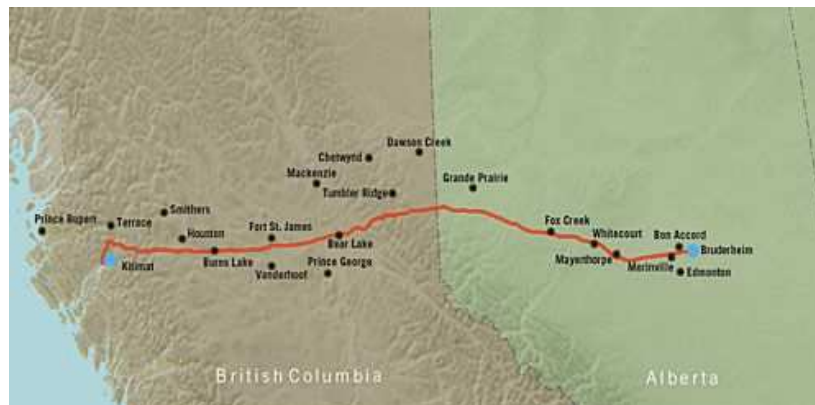 Dawson Creek
Chetwynd
Mackenzie
Tumbler Ridge
Grande Prairie
Smithers
Prince Rupert
Terrace
Houston
Fort St. James
Bear Lake
Fox Creek
Whitecourt
Bon Accord
Bruderheim
Kitimat
Burns Lake
Vanderhoof
Prince George
Mayerthorpe
Morinville
Edmonton
British Columbia
Alberta